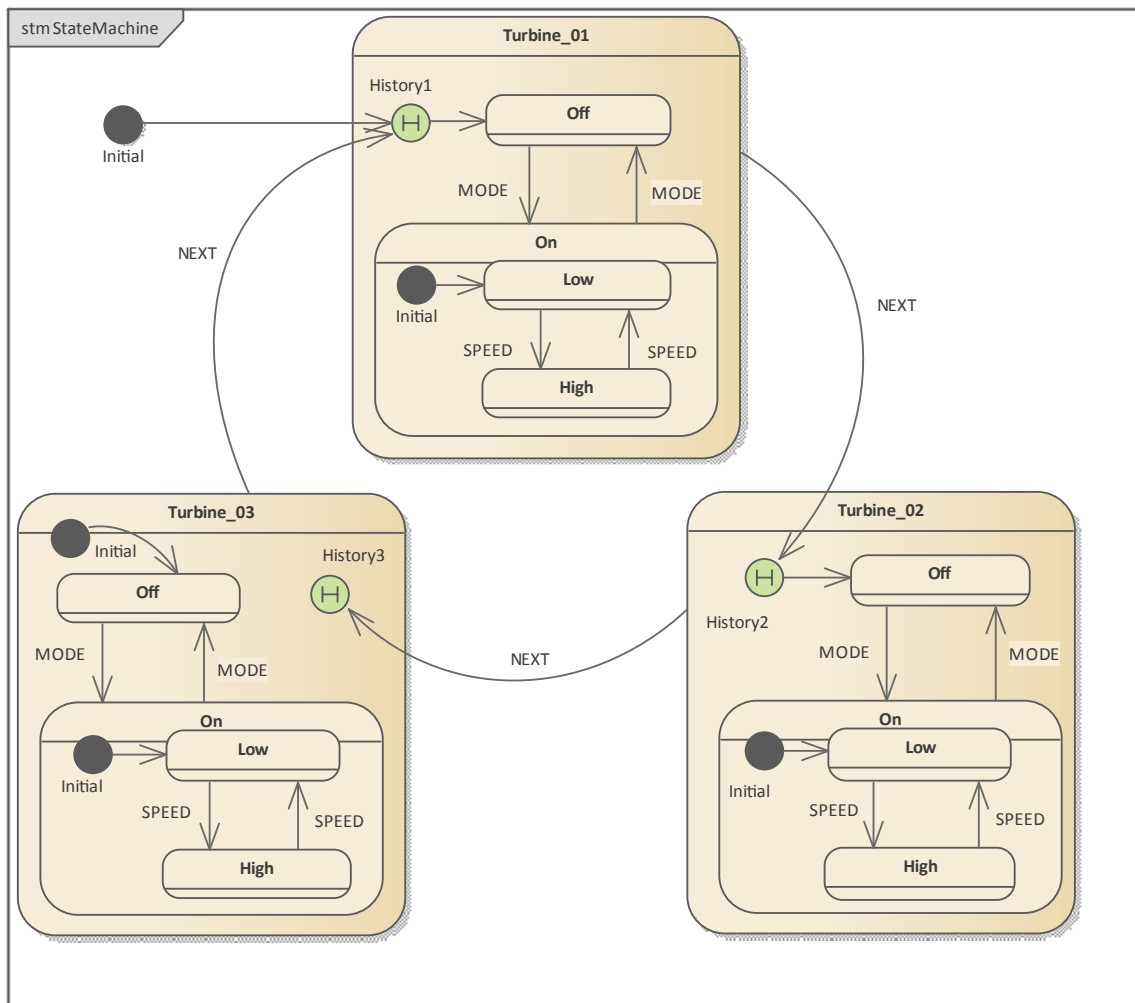 stm StateMachine
Turbine_01
History1
Off
Initial
MODE
MODE
On
Low
Initial
SPEED
SPEED
High
NEXT
NEXT
Turbine_03
Initial
History3
Off
MODE
MODE
On
Low
Initial
SPEED
SPEED
High
NEXT
Turbine_02
Off
History2
MODE
MODE
On
Low
Initial
SPEED
SPEED
High